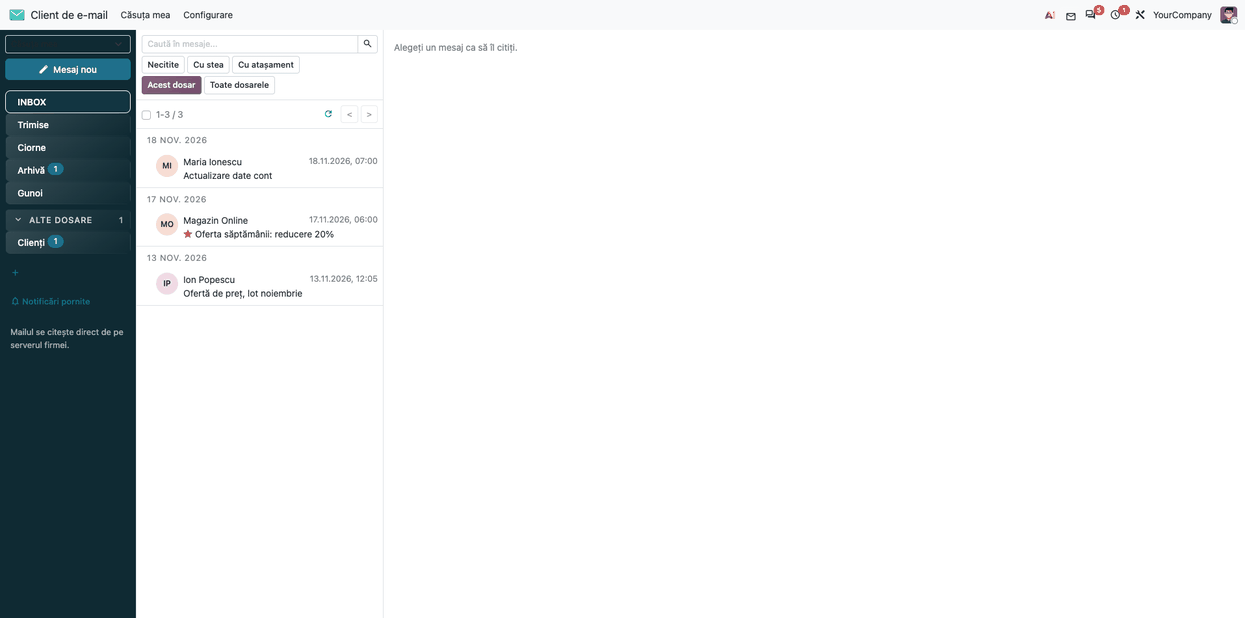 Client de e-mail Căsuța mea Configurare
5 1 YourCompany
Mesaj nou
INBOX
Trimise
Ciorne
Arhivă 1
Gunoi
ALTE DOSARE 1
Clienți 1
+
Notificări pornite
Mailul se citește direct de pe
serverul firmei.
Caută în mesaje...
Necitite Cu stea Cu atașament
Acest dosar Toate dosarele
1-3 / 3 < >
18 NOV. 2026
MI Maria Ionescu 18.11.2026, 07:00
Actualizare date cont
17 NOV. 2026
MO Magazin Online 17.11.2026, 06:00
Oferta săptămânii: reducere 20%
13 NOV. 2026
IP Ion Popescu 13.11.2026, 12:05
Ofertă de preț, lot noiembrie
Alegeți un mesaj ca să îl citiți.